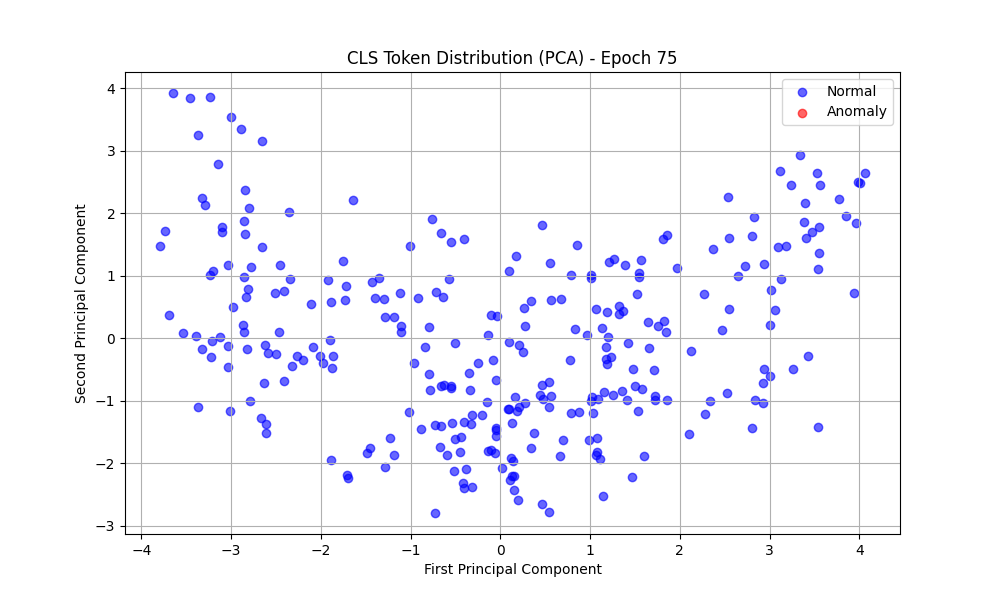 CLS Token Distribution (PCA) - Epoch 75
Normal
Anomaly
Second Principal Component
4
3
2
1
0
−1
−2
−3
−4 −3 −2 −1 0 1 2 3 4
First Principal Component